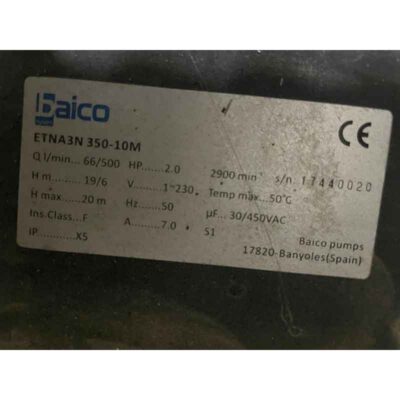 Baico
CE
ETNA3N 350-10M
Q l/min... 66/500 HP..... 2.0 2900 min⁻ s/n. 17440020
H m........ 19/6 V........ 1~230. Temp max...50°C
H max...... 20 m Hz...... 50 µF... 30/450VAC
Ins.Class... F A........ 7.0 S1 Baico pumps
IP............X5 17820-Banyoles(Spain)